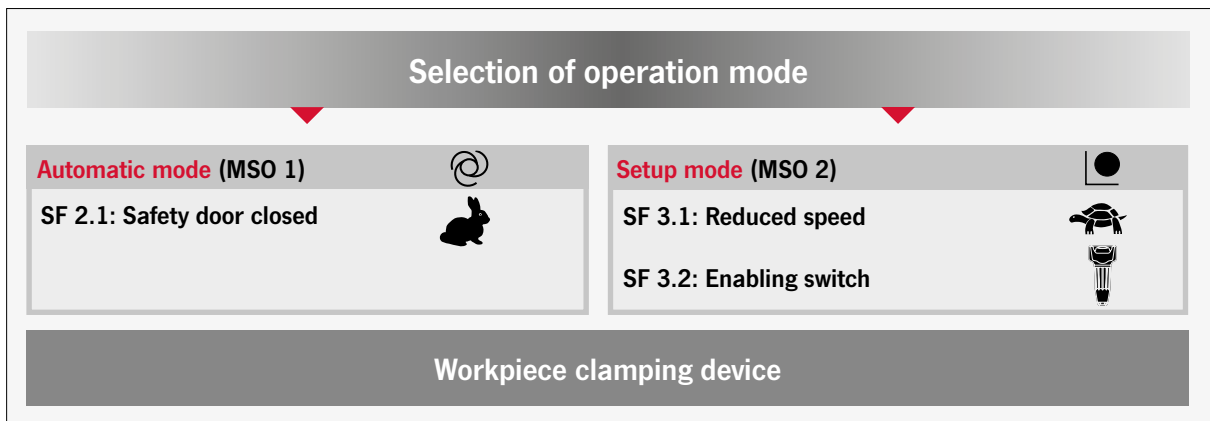 Selection of operation mode
Automatic mode (MSO 1)
SF 2.1: Safety door closed
Setup mode (MSO 2)
SF 3.1: Reduced speed
SF 3.2: Enabling switch
Workpiece clamping device